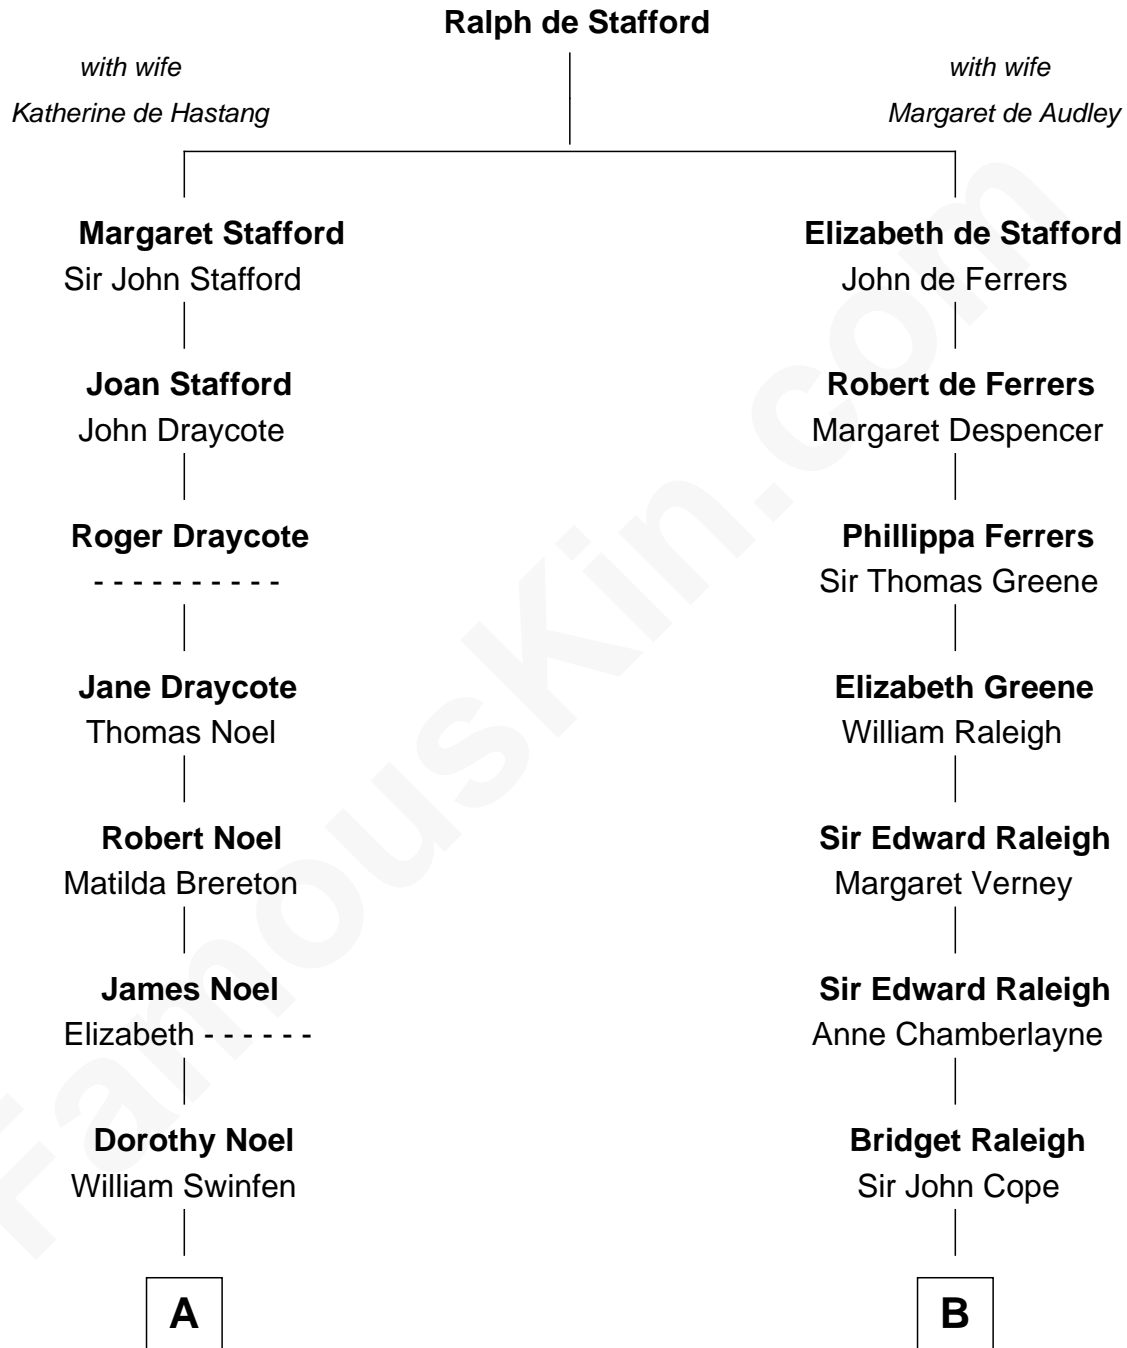 Ralph de Stafford
with wife
Katherine de Hastang
with wife
Margaret de Audley
Margaret Stafford
Sir John Stafford
Elizabeth de Stafford
John de Ferrers
Joan Stafford
John Draycote
Robert de Ferrers
Margaret Despencer
Roger Draycote
- - - - - - - - - -
Phillippa Ferrers
Sir Thomas Greene
Jane Draycote
Thomas Noel
Elizabeth Greene
William Raleigh
Robert Noel
Matilda Brereton
Sir Edward Raleigh
Margaret Verney
James Noel
Elizabeth - - - - - -
Sir Edward Raleigh
Anne Chamberlayne
Dorothy Noel
William Swinfen
Bridget Raleigh
Sir John Cope
A
B
FamousKin.com